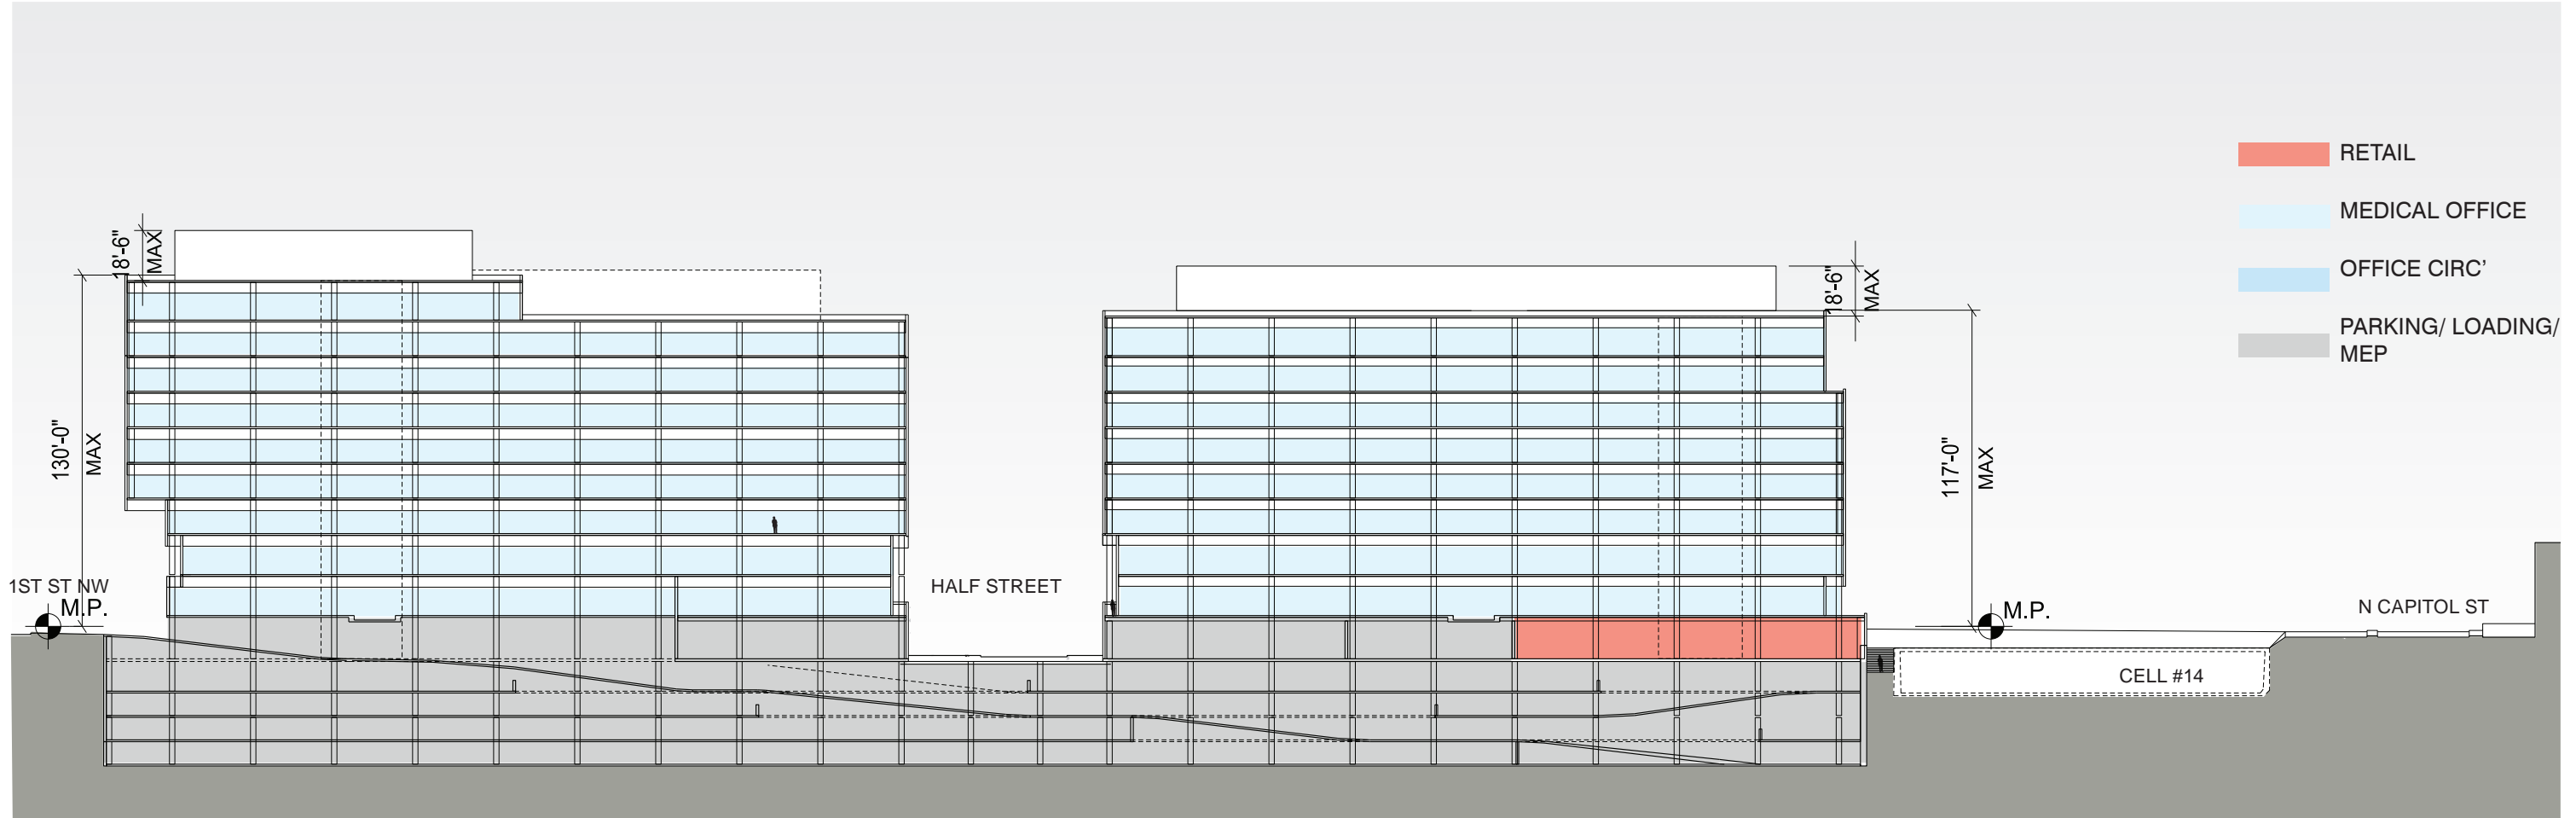 RETAIL
MEDICAL OFFICE
OFFICE CIRC’
PARKING/ LOADING/
MEP
18'-6"
MAX
130'-0"
MAX
18'-6"
MAX
117'-0"
MAX
1ST ST NW
M.P.
HALF STREET
M.P.
N CAPITOL ST
CELL #14